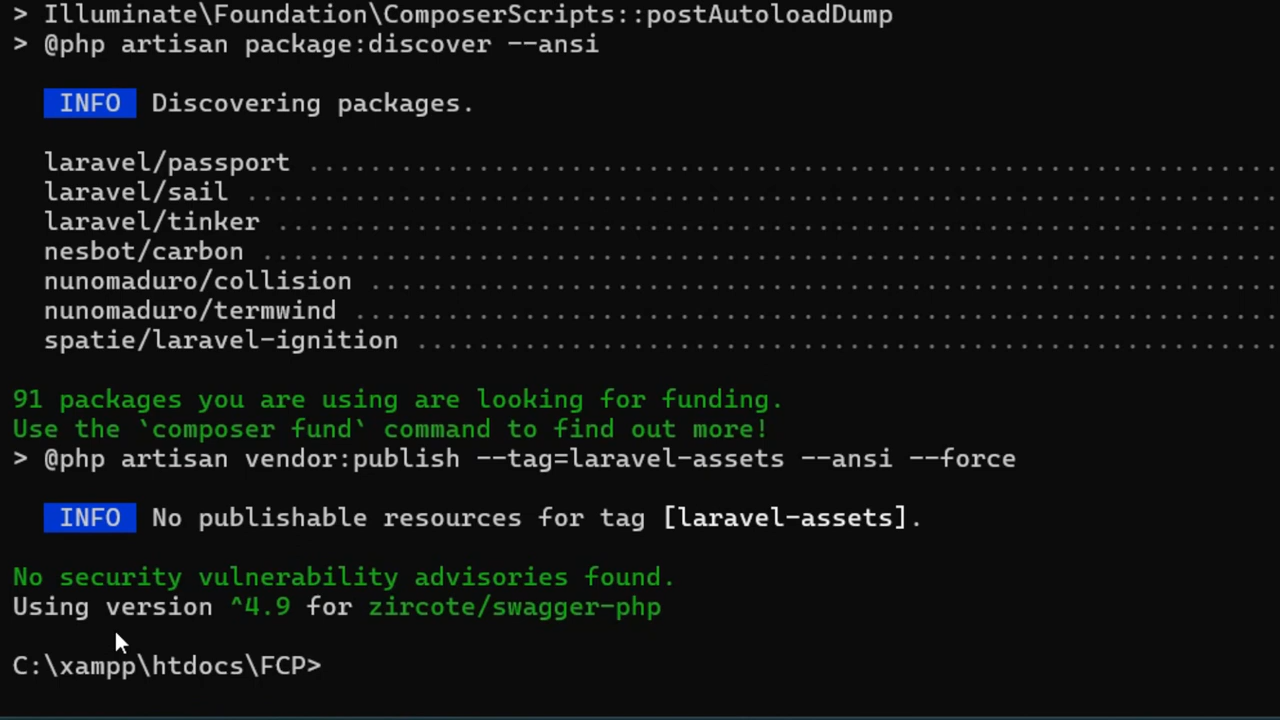 > Illuminate\Foundation\ComposerScripts::postAutoloadDump
> @php artisan package:discover --ansi
INFO Discovering packages.
laravel/passport ..............................................................
laravel/sail ..................................................................
laravel/tinker ................................................................
nesbot/carbon .................................................................
nunomaduro/collision ..........................................................
nunomaduro/termwind ...........................................................
spatie/laravel-ignition .......................................................
91 packages you are using are looking for funding.
Use the `composer fund` command to find out more!
> @php artisan vendor:publish --tag=laravel-assets --ansi --force
INFO No publishable resources for tag [laravel-assets].
No security vulnerability advisories found.
Using version ^4.9 for zircote/swagger-php
C:\xampp\htdocs\FCP>